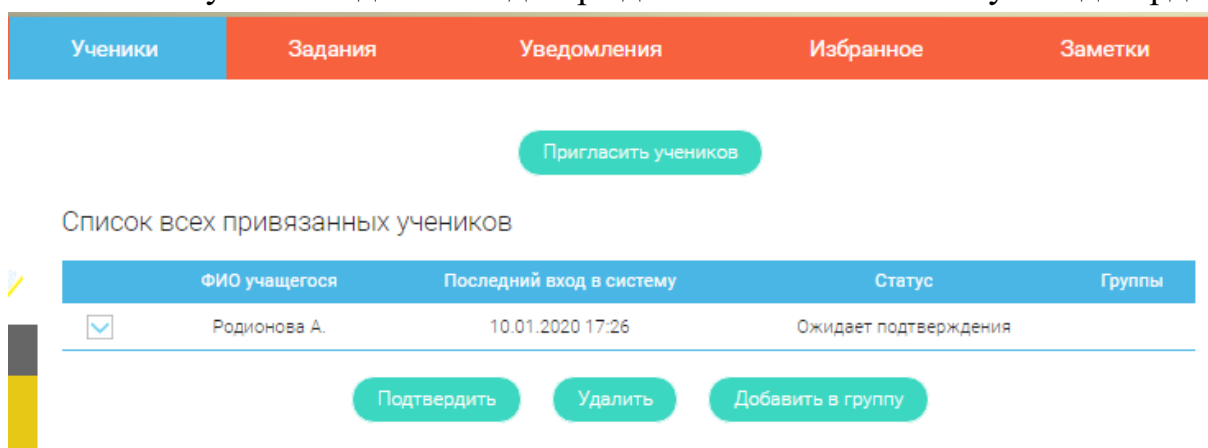 Ученики Задания Уведомления Избранное Заметки
Пригласить учеников
Список всех привязанных учеников
ФИО учащегося Последний вход в систему Статус Группы
Родионова А. 10.01.2020 17:26 Ожидает подтверждения
Подтвердить Удалить Добавить в группу